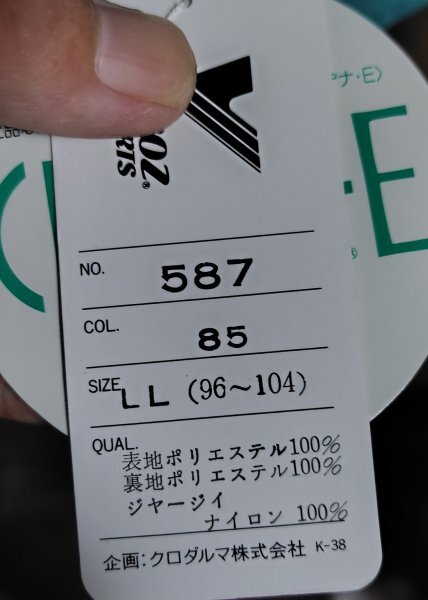 ナ・E〉
E
®
NO. 587
COL. 85
SIZE LL (96～104)
QUAL.
表地ポリエステル100%
裏地ポリエステル100%
ジャージイ
ナイロン 100%
企画：クロダルマ株式会社 K-38